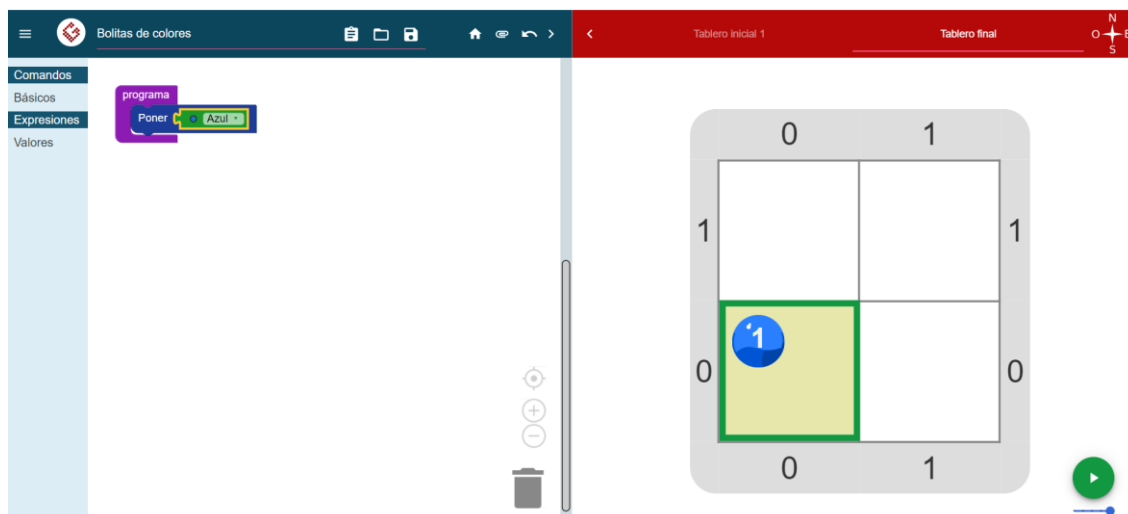 Bolitas de colores
Comandos
Básicos
Expresiones
Valores
programa
Poner Azul
Tablero inicial 1
Tablero final
N
O E
S
0 1
1 1
1
0 0
0 1